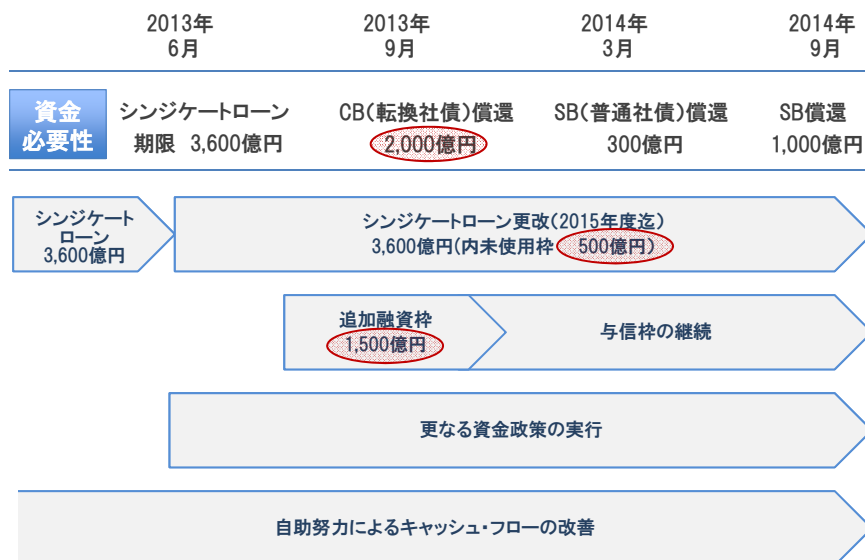 2013年 2013年 2014年 2014年
6月 9月 3月 9月
資金
必要性
シンジケートローン
期限 3,600億円
CB(転換社債)償還
2,000億円
SB(普通社債)償還
300億円
SB償還
1,000億円
シンジケート
ローン
3,600億円
シンジケートローン更改(2015年度迄)
3,600億円(内未使用枠 500億円)
追加融資枠
1,500億円
与信枠の継続
更なる資金政策の実行
自助努力によるキャッシュ・フローの改善